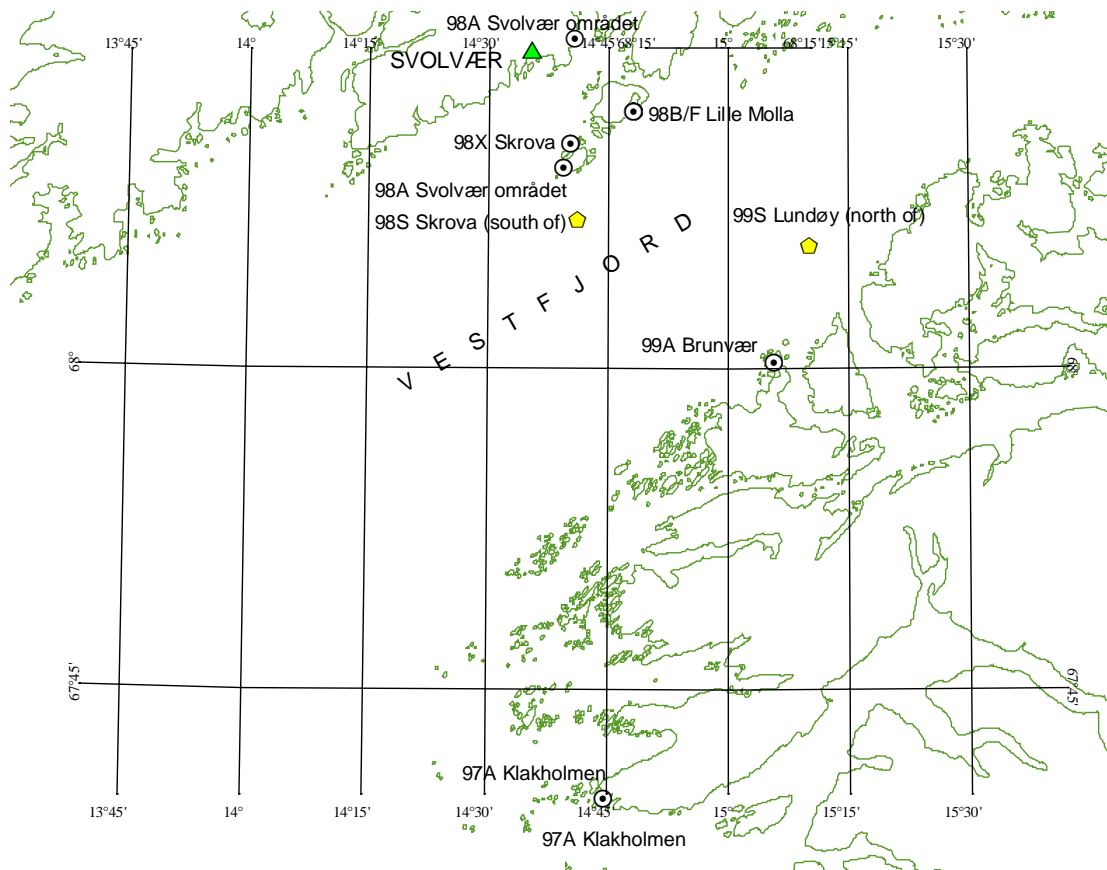 98A Svolvær området
13°45'
14°
14°15'
14°30'
14°45'
68°15'
15°
68°15'
15°15'
15°30'
SVOLVÆR
98B/F Lille Molla
98X Skrova
98A Svolvær området
98S Skrova (south of)
99S Lundøy (north of)
VESTFJORD
99A Brunvær
68°
68°
67°45'
67°45'
97A Klakholmen
13°45'
14°
14°15'
14°30'
14°45'
15°
15°15'
15°30'
97A Klakholmen